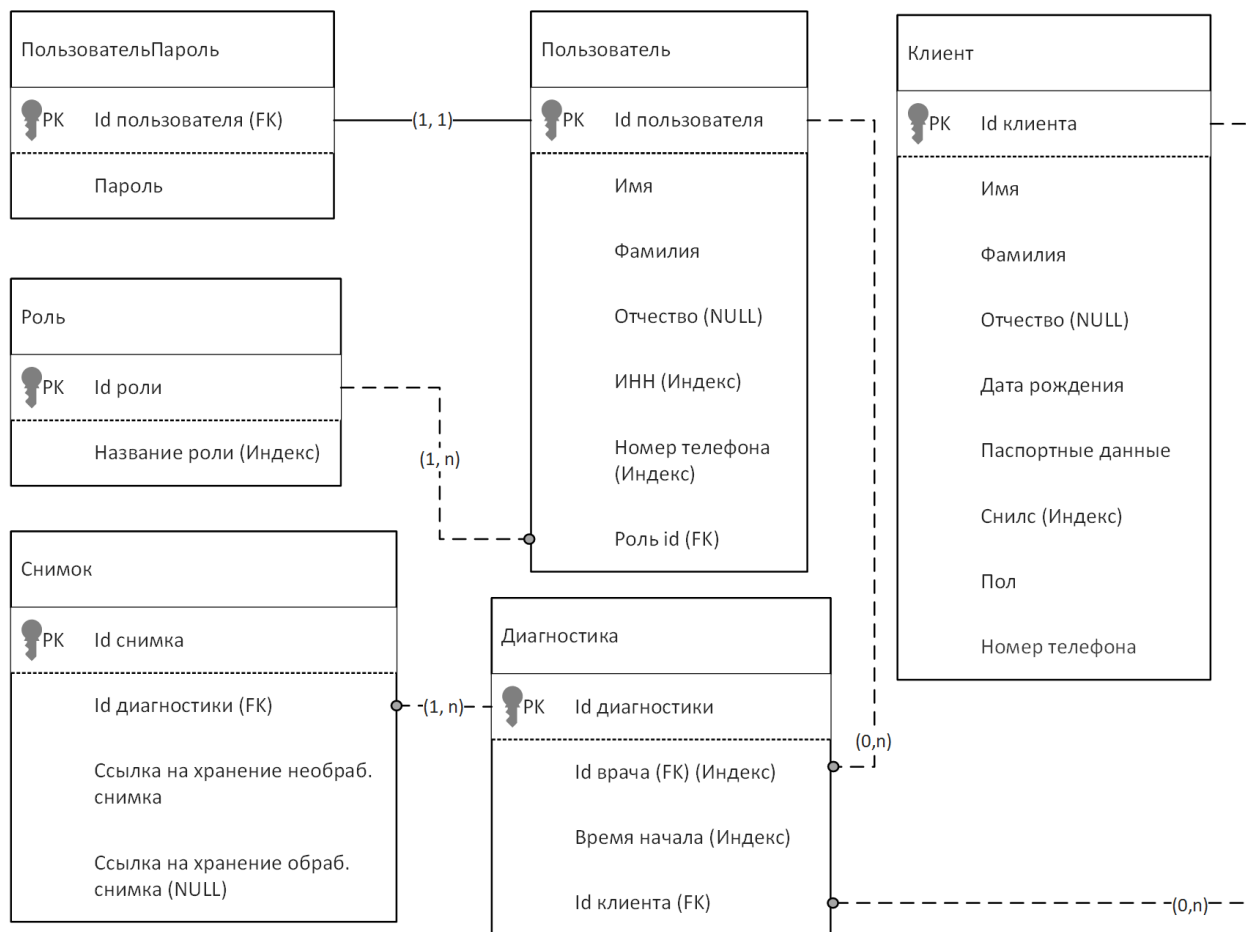 ПользовательПароль
PK Id пользователя (FK)
Пароль
(1, 1)
Пользователь
PK Id пользователя
Имя
Фамилия
Отчество (NULL)
ИНН (Индекс)
Номер телефона
(Индекс)
Роль id (FK)
Клиент
PK Id клиента
Имя
Фамилия
Отчество (NULL)
Дата рождения
Паспортные данные
Снилс (Индекс)
Пол
Номер телефона
Роль
PK Id роли
Название роли (Индекс)
(1, n)
Снимок
PK Id снимка
Id диагностики (FK)
Ссылка на хранение необраб.
снимка
Ссылка на хранение обраб.
снимка (NULL)
(1, n)
Диагностика
PK Id диагностики
Id врача (FK) (Индекс)
Время начала (Индекс)
Id клиента (FK)
(0,n)
(0,n)